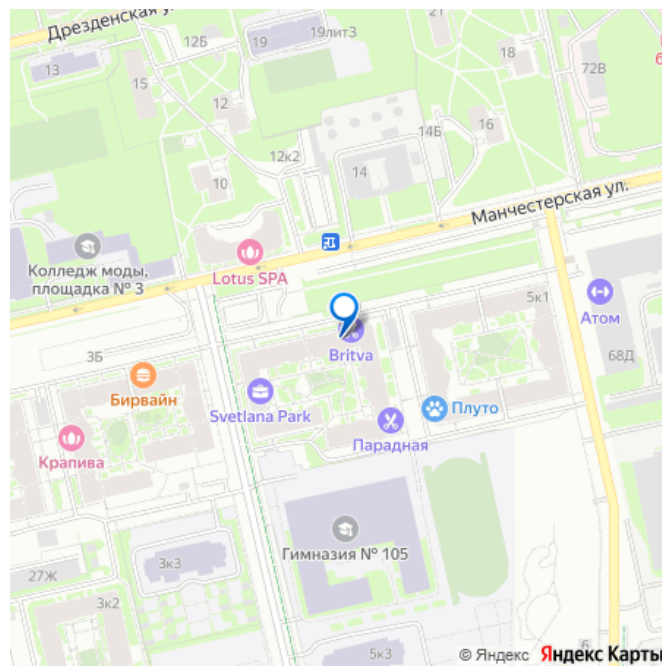 Дрезденская у
12Б
19
19лит3
21
13
15
18
72В
12
14Б
16
12к2
14
10
Манчестерская ул.
Колледж моды,
площадка № 3
Lotus SPA
5к1
Атом
3Б
Britva
68Д
Бирвайн
Svetlana Park
Плуто
Крапива
Парадная
Гимназия № 105
27Ж
3к3
3к2
5к3
© Яндекс Яндекс Карты